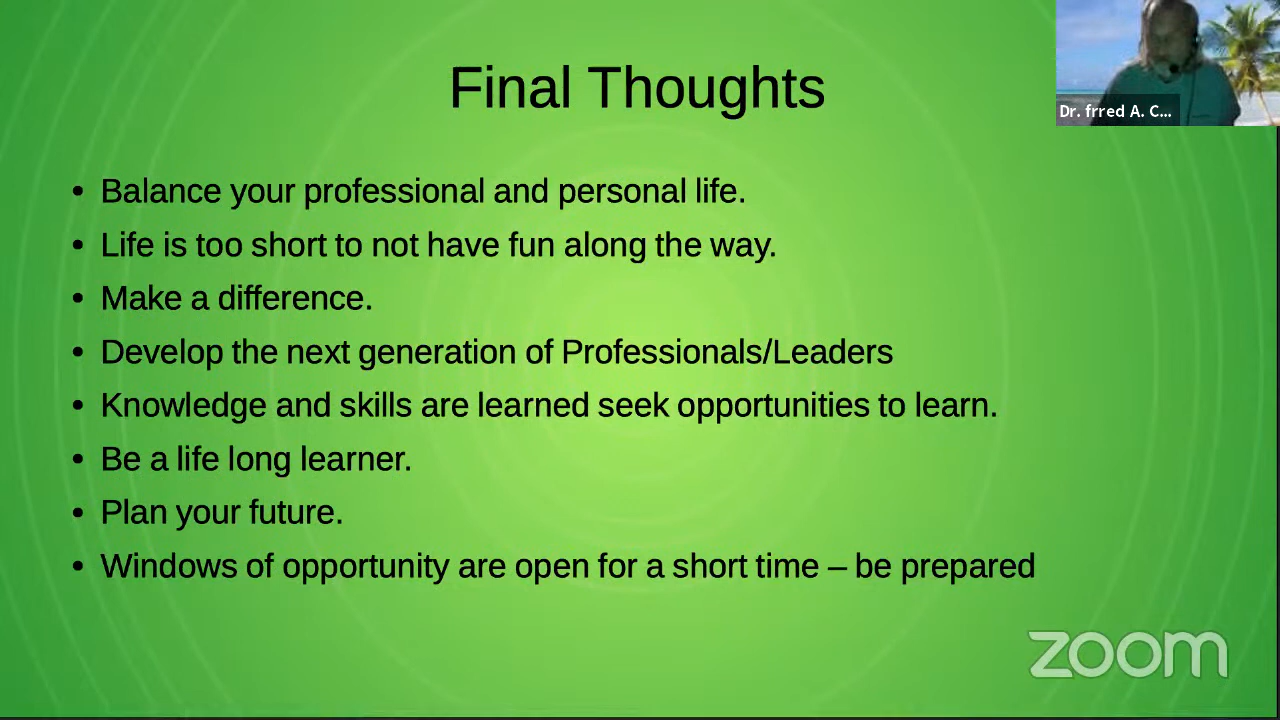 Final Thoughts
Dr. frred A. C...
• Balance your professional and personal life.
• Life is too short to not have fun along the way.
• Make a difference.
• Develop the next generation of Professionals/Leaders
• Knowledge and skills are learned seek opportunities to learn.
• Be a life long learner.
• Plan your future.
• Windows of opportunity are open for a short time – be prepared
zoom